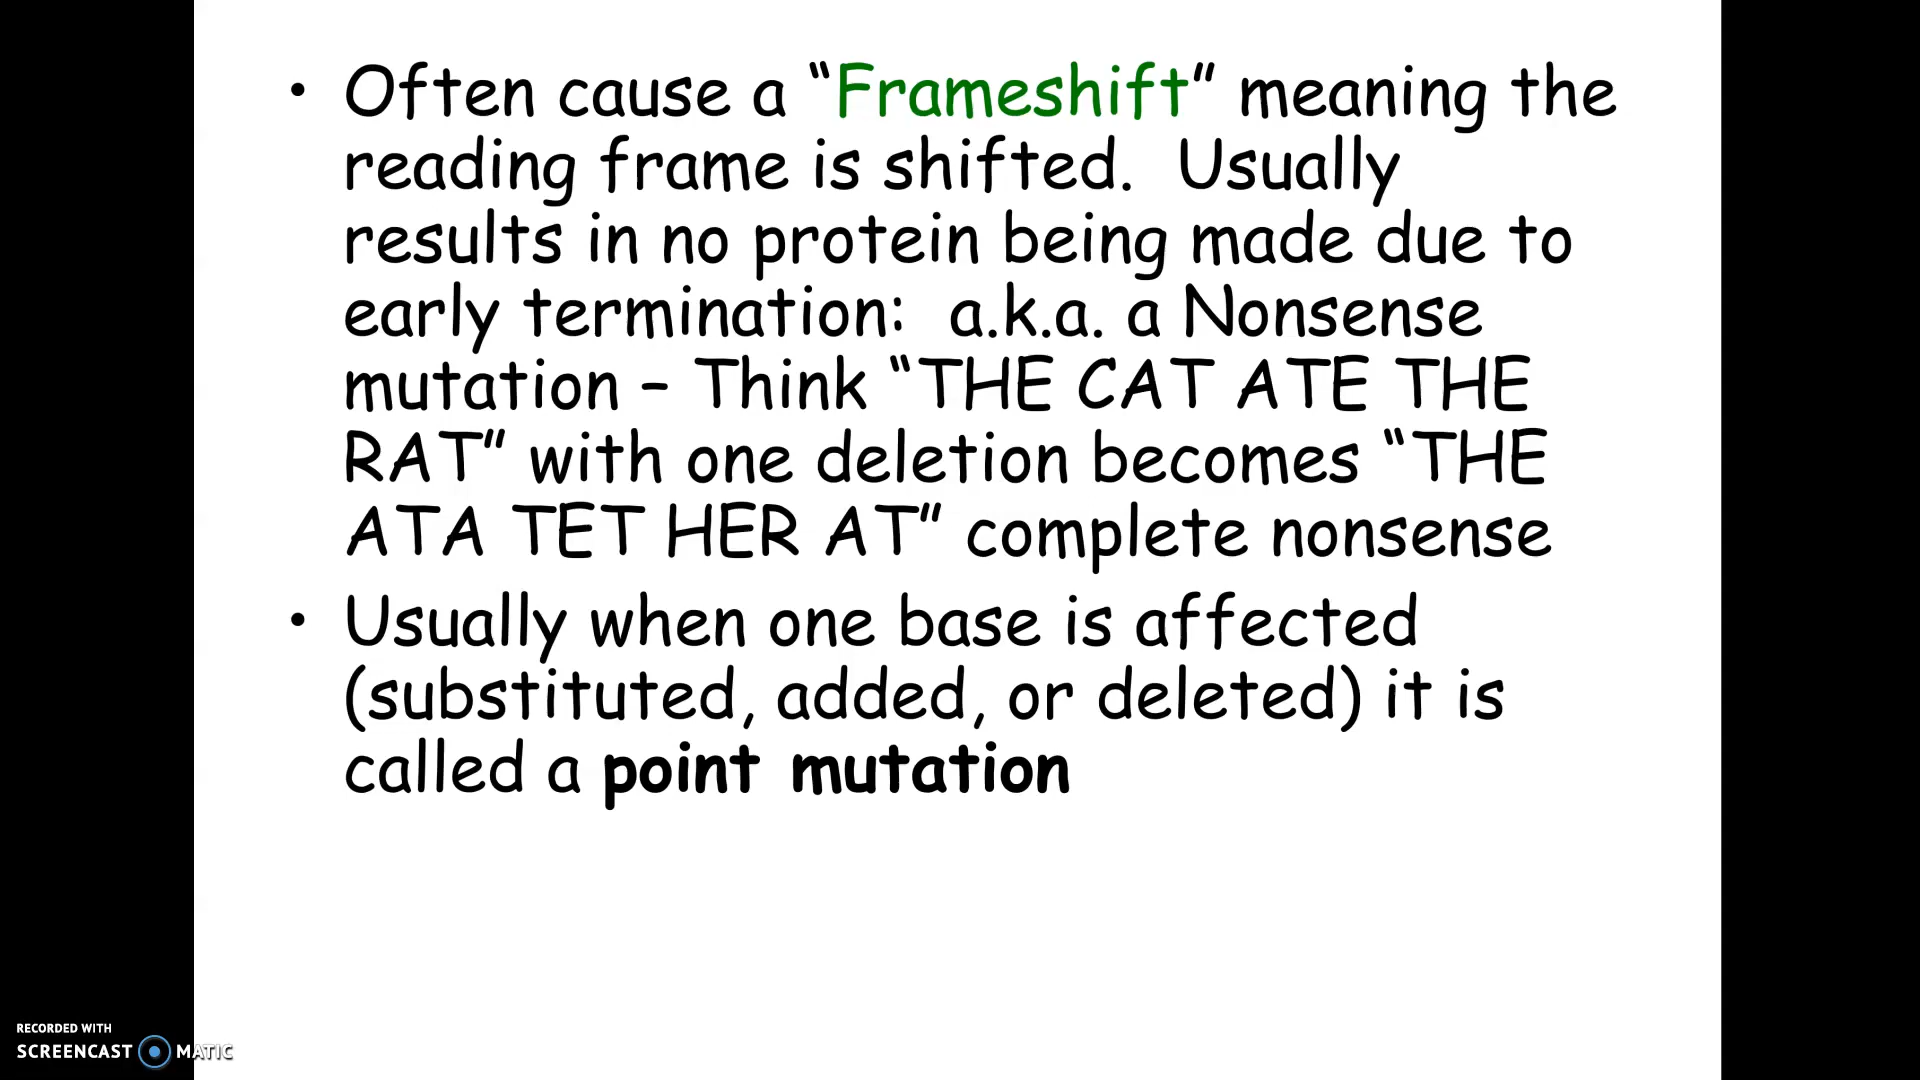 • Often cause a “Frameshift” meaning the
reading frame is shifted.  Usually
results in no protein being made due to
early termination:  a.k.a. a Nonsense
mutation – Think “THE CAT ATE THE
RAT” with one deletion becomes “THE
ATA TET HER AT” complete nonsense
• Usually when one base is affected
(substituted, added, or deleted) it is
called a point mutation
RECORDED WITH
SCREENCAST MATIC